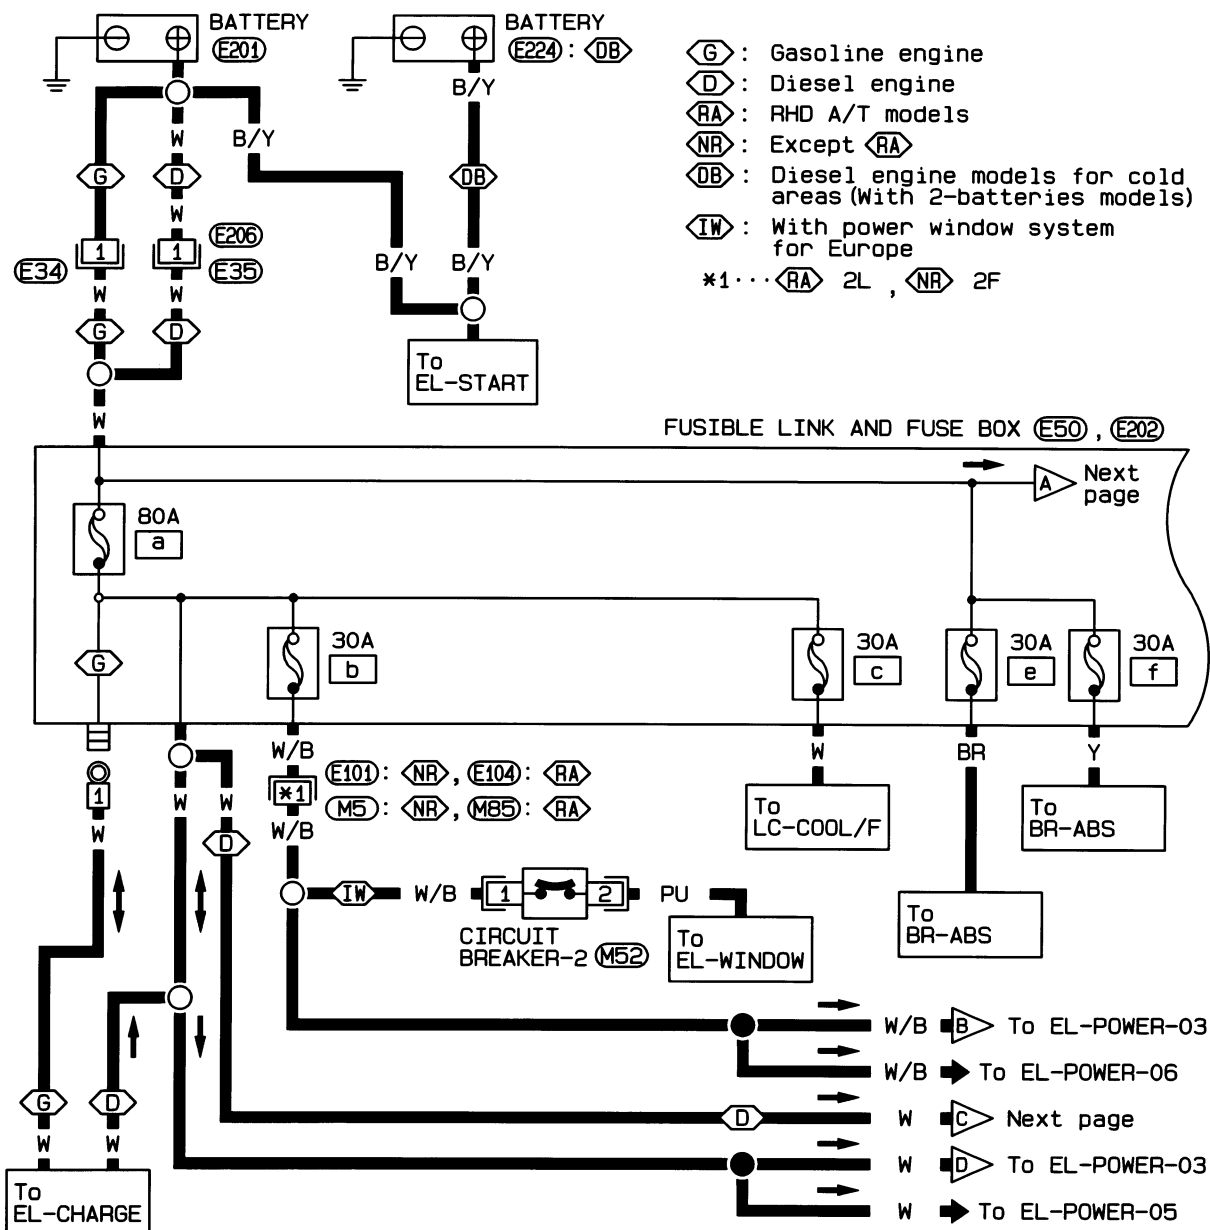 BATTERY
E201
BATTERY
E224 : DB
G : Gasoline engine
D : Diesel engine
RA : RHD A/T models
NR : Except RA
DB : Diesel engine models for cold
areas (With 2-batteries models)
IW : With power window system
for Europe
*1··· RA 2L , NR 2F
B/Y
W
B/Y
G
D
DB
W
E206
1
1
E34
E35
B/Y
B/Y
W
W
G
D
To
EL-START
W
FUSIBLE LINK AND FUSE BOX E50 , E202
A
Next
page
80A
a
30A
b
30A
c
30A
e
30A
f
G
W/B
W
BR
Y
E101 : NR , E104 : RA
*1
M5 : NR , M85 : RA
1
W
W
W
W/B
D
To
LC-COOL/F
To
BR-ABS
IW
W/B
1
2
PU
CIRCUIT
BREAKER-2 M52
To
EL-WINDOW
To
BR-ABS
W/B
B
To EL-POWER-03
W/B
To EL-POWER-06
G
D
D
W
C
Next page
W
W
W
D
To EL-POWER-03
To
EL-CHARGE
W
To EL-POWER-05